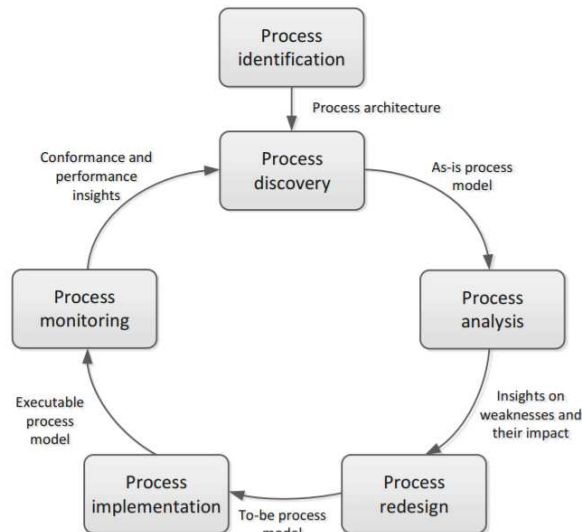 Process
identification
Process architecture
Process
discovery
As-is process
model
Process
analysis
Insights on
weaknesses and
their impact
Process
redesign
To-be process
model
Process
implementation
Executable
process
model
Process
monitoring
Conformance and
performance
insights